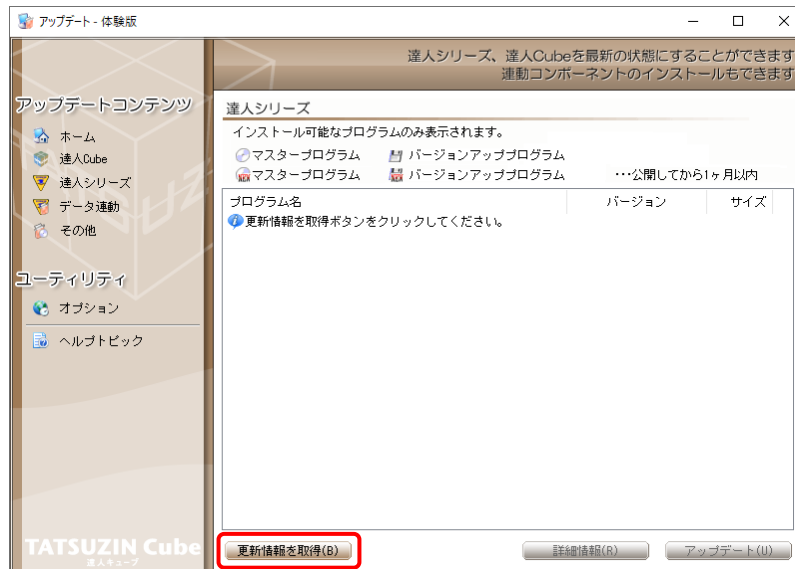 アップデート - 体験版
達人シリーズ、達人Cubeを最新の状態にすることができます
連動コンポーネントのインストールもできます
アップデートコンテンツ
ホーム
達人Cube
達人シリーズ
データ連動
その他
ユーティリティ
オプション
ヘルプトピック
TATSUZIN Cube
達人キューブ
達人シリーズ
インストール可能なプログラムのみ表示されます。
マスタープログラム バージョンアッププログラム
NEW マスタープログラム NEW バージョンアッププログラム ･･･公開してから1ヶ月以内
プログラム名 バージョン サイズ
更新情報を取得ボタンをクリックしてください。
更新情報を取得(B) 詳細情報(R) アップデート(U)